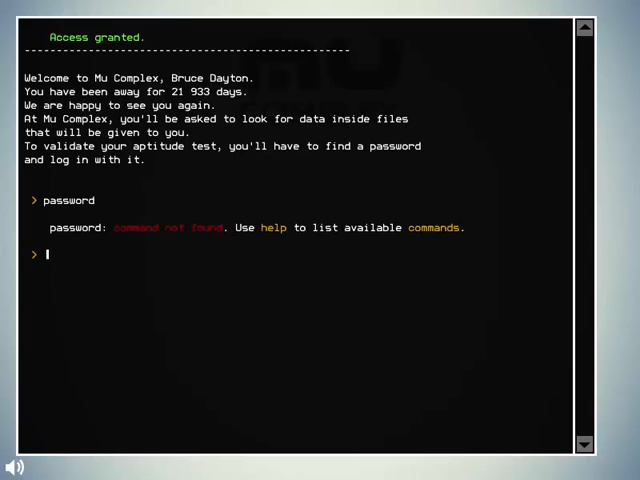 Access granted.
---------------------------------------------------
Welcome to Mu Complex, Bruce Dayton.
You have been away for 21 933 days.
We are happy to see you again.
At Mu Complex, you'll be asked to look for data inside files
that will be given to you.
To validate your aptitude test, you'll have to find a password
and log in with it.
> password
password: command not found. Use help to list available commands.
>
MU
COMPLEX